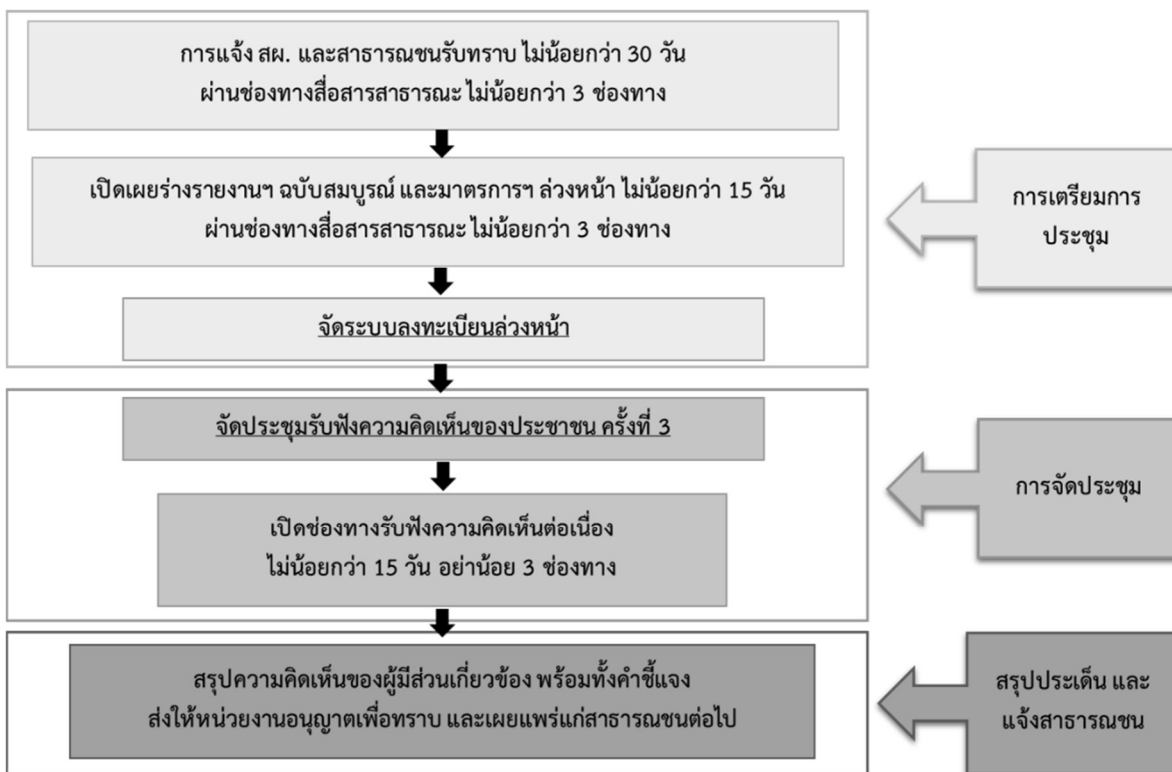 การแจ้ง สผ. และสาธารณชนรับทราบ ไม่น้อยกว่า 30 วัน
ผ่านช่องทางสื่อสารสาธารณะ ไม่น้อยกว่า 3 ช่องทาง
เปิดเผยร่างรายงานฯ ฉบับสมบูรณ์ และมาตรการฯ ล่วงหน้า ไม่น้อยกว่า 15 วัน
ผ่านช่องทางสื่อสารสาธารณะ ไม่น้อยกว่า 3 ช่องทาง
จัดระบบลงทะเบียนล่วงหน้า
การเตรียมการ
ประชุม
จัดประชุมรับฟังความคิดเห็นของประชาชน ครั้งที่ 3
เปิดช่องทางรับฟังความคิดเห็นต่อเนื่อง
ไม่น้อยกว่า 15 วัน อย่าน้อย 3 ช่องทาง
การจัดประชุม
สรุปความคิดเห็นของผู้มีส่วนเกี่ยวข้อง พร้อมทั้งคำชี้แจง
ส่งให้หน่วยงานอนุญาตเพื่อทราบ และเผยแพร่แก่สาธารณชนต่อไป
สรุปประเด็น และ
แจ้งสาธารณชน